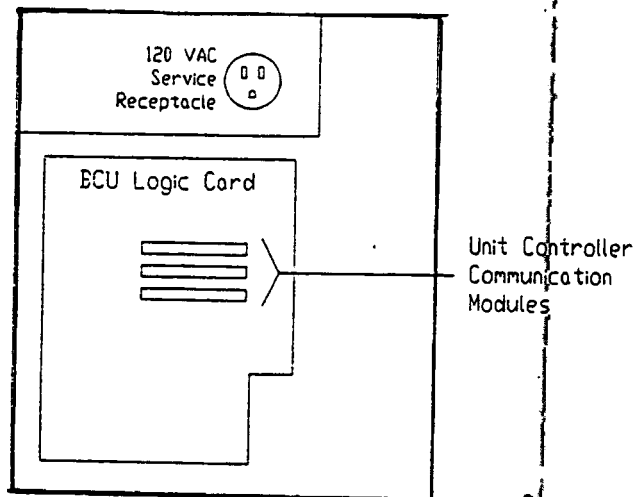 120 VAC
Service
Receptacle
BCU Logic Card
Unit Controller
Communication
Modules